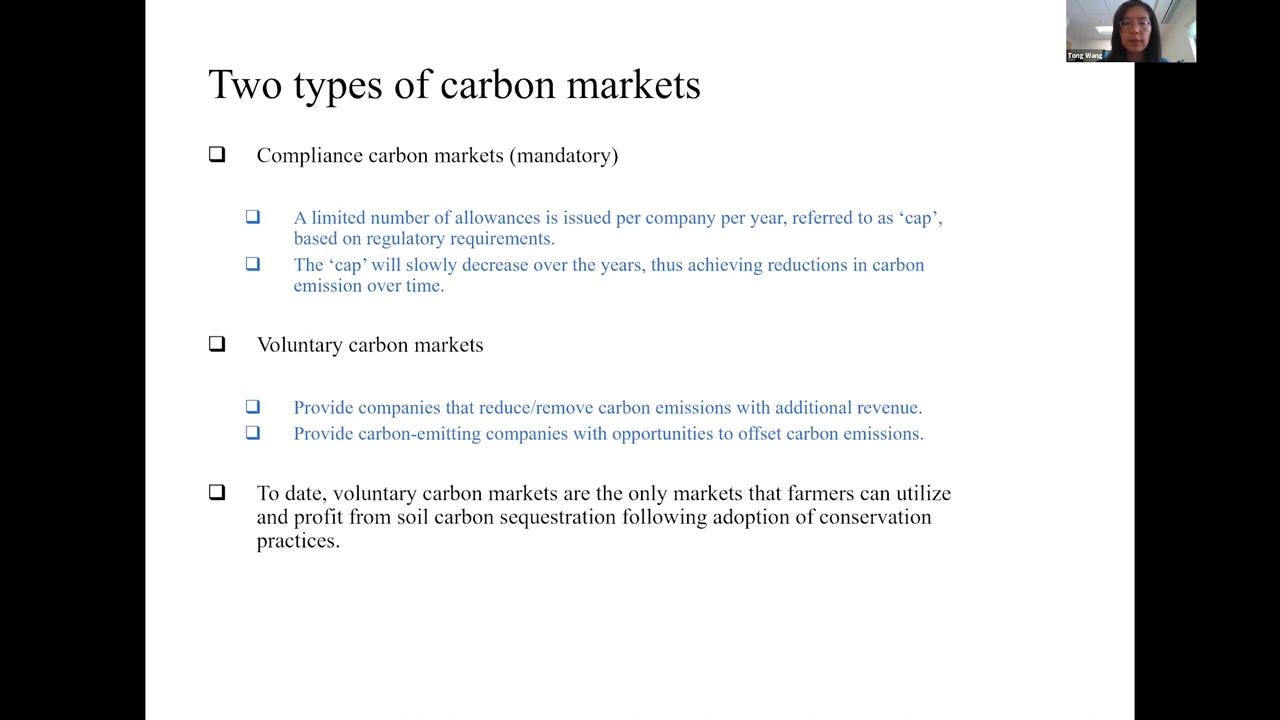 Tong Wang
Two types of carbon markets
Compliance carbon markets (mandatory)
A limited number of allowances is issued per company per year, referred to as ‘cap’,
based on regulatory requirements.
The ‘cap’ will slowly decrease over the years, thus achieving reductions in carbon
emission over time.
Voluntary carbon markets
Provide companies that reduce/remove carbon emissions with additional revenue.
Provide carbon-emitting companies with opportunities to offset carbon emissions.
To date, voluntary carbon markets are the only markets that farmers can utilize
and profit from soil carbon sequestration following adoption of conservation
practices.